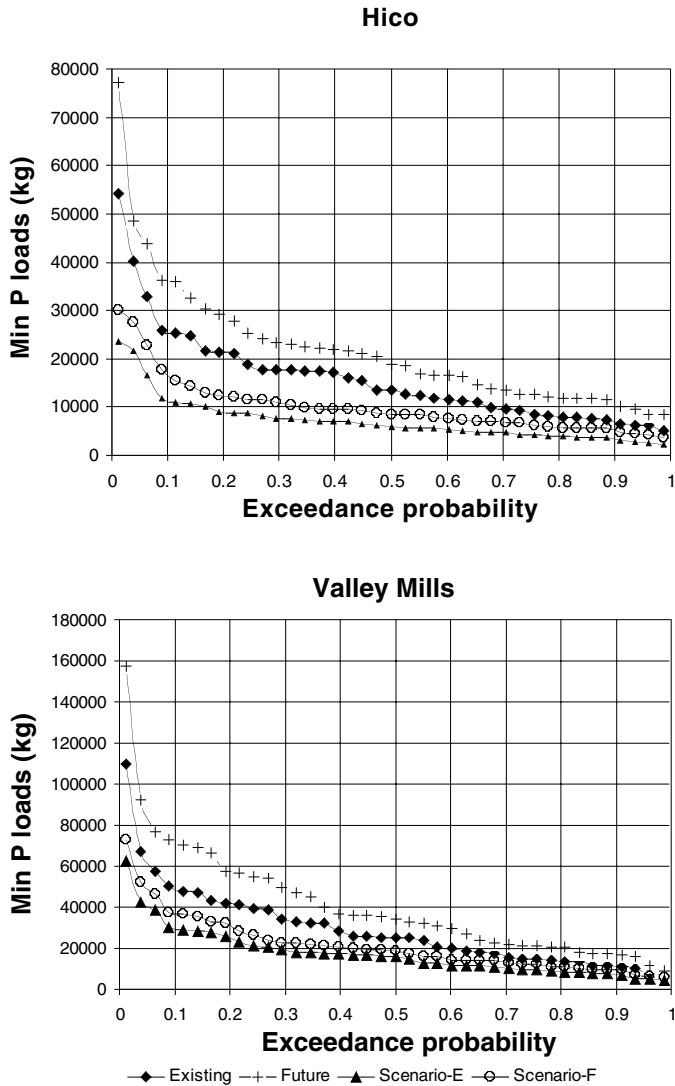 Hico
80000
70000
60000
50000
40000
30000
20000
10000
0
Min P loads (kg)
0 0.1 0.2 0.3 0.4 0.5 0.6 0.7 0.8 0.9 1
Exceedance probability
Valley Mills
180000
160000
140000
120000
100000
80000
60000
40000
20000
0
Min P loads (kg)
0 0.1 0.2 0.3 0.4 0.5 0.6 0.7 0.8 0.9 1
Exceedance probability
Existing Future Scenario-E Scenario-F